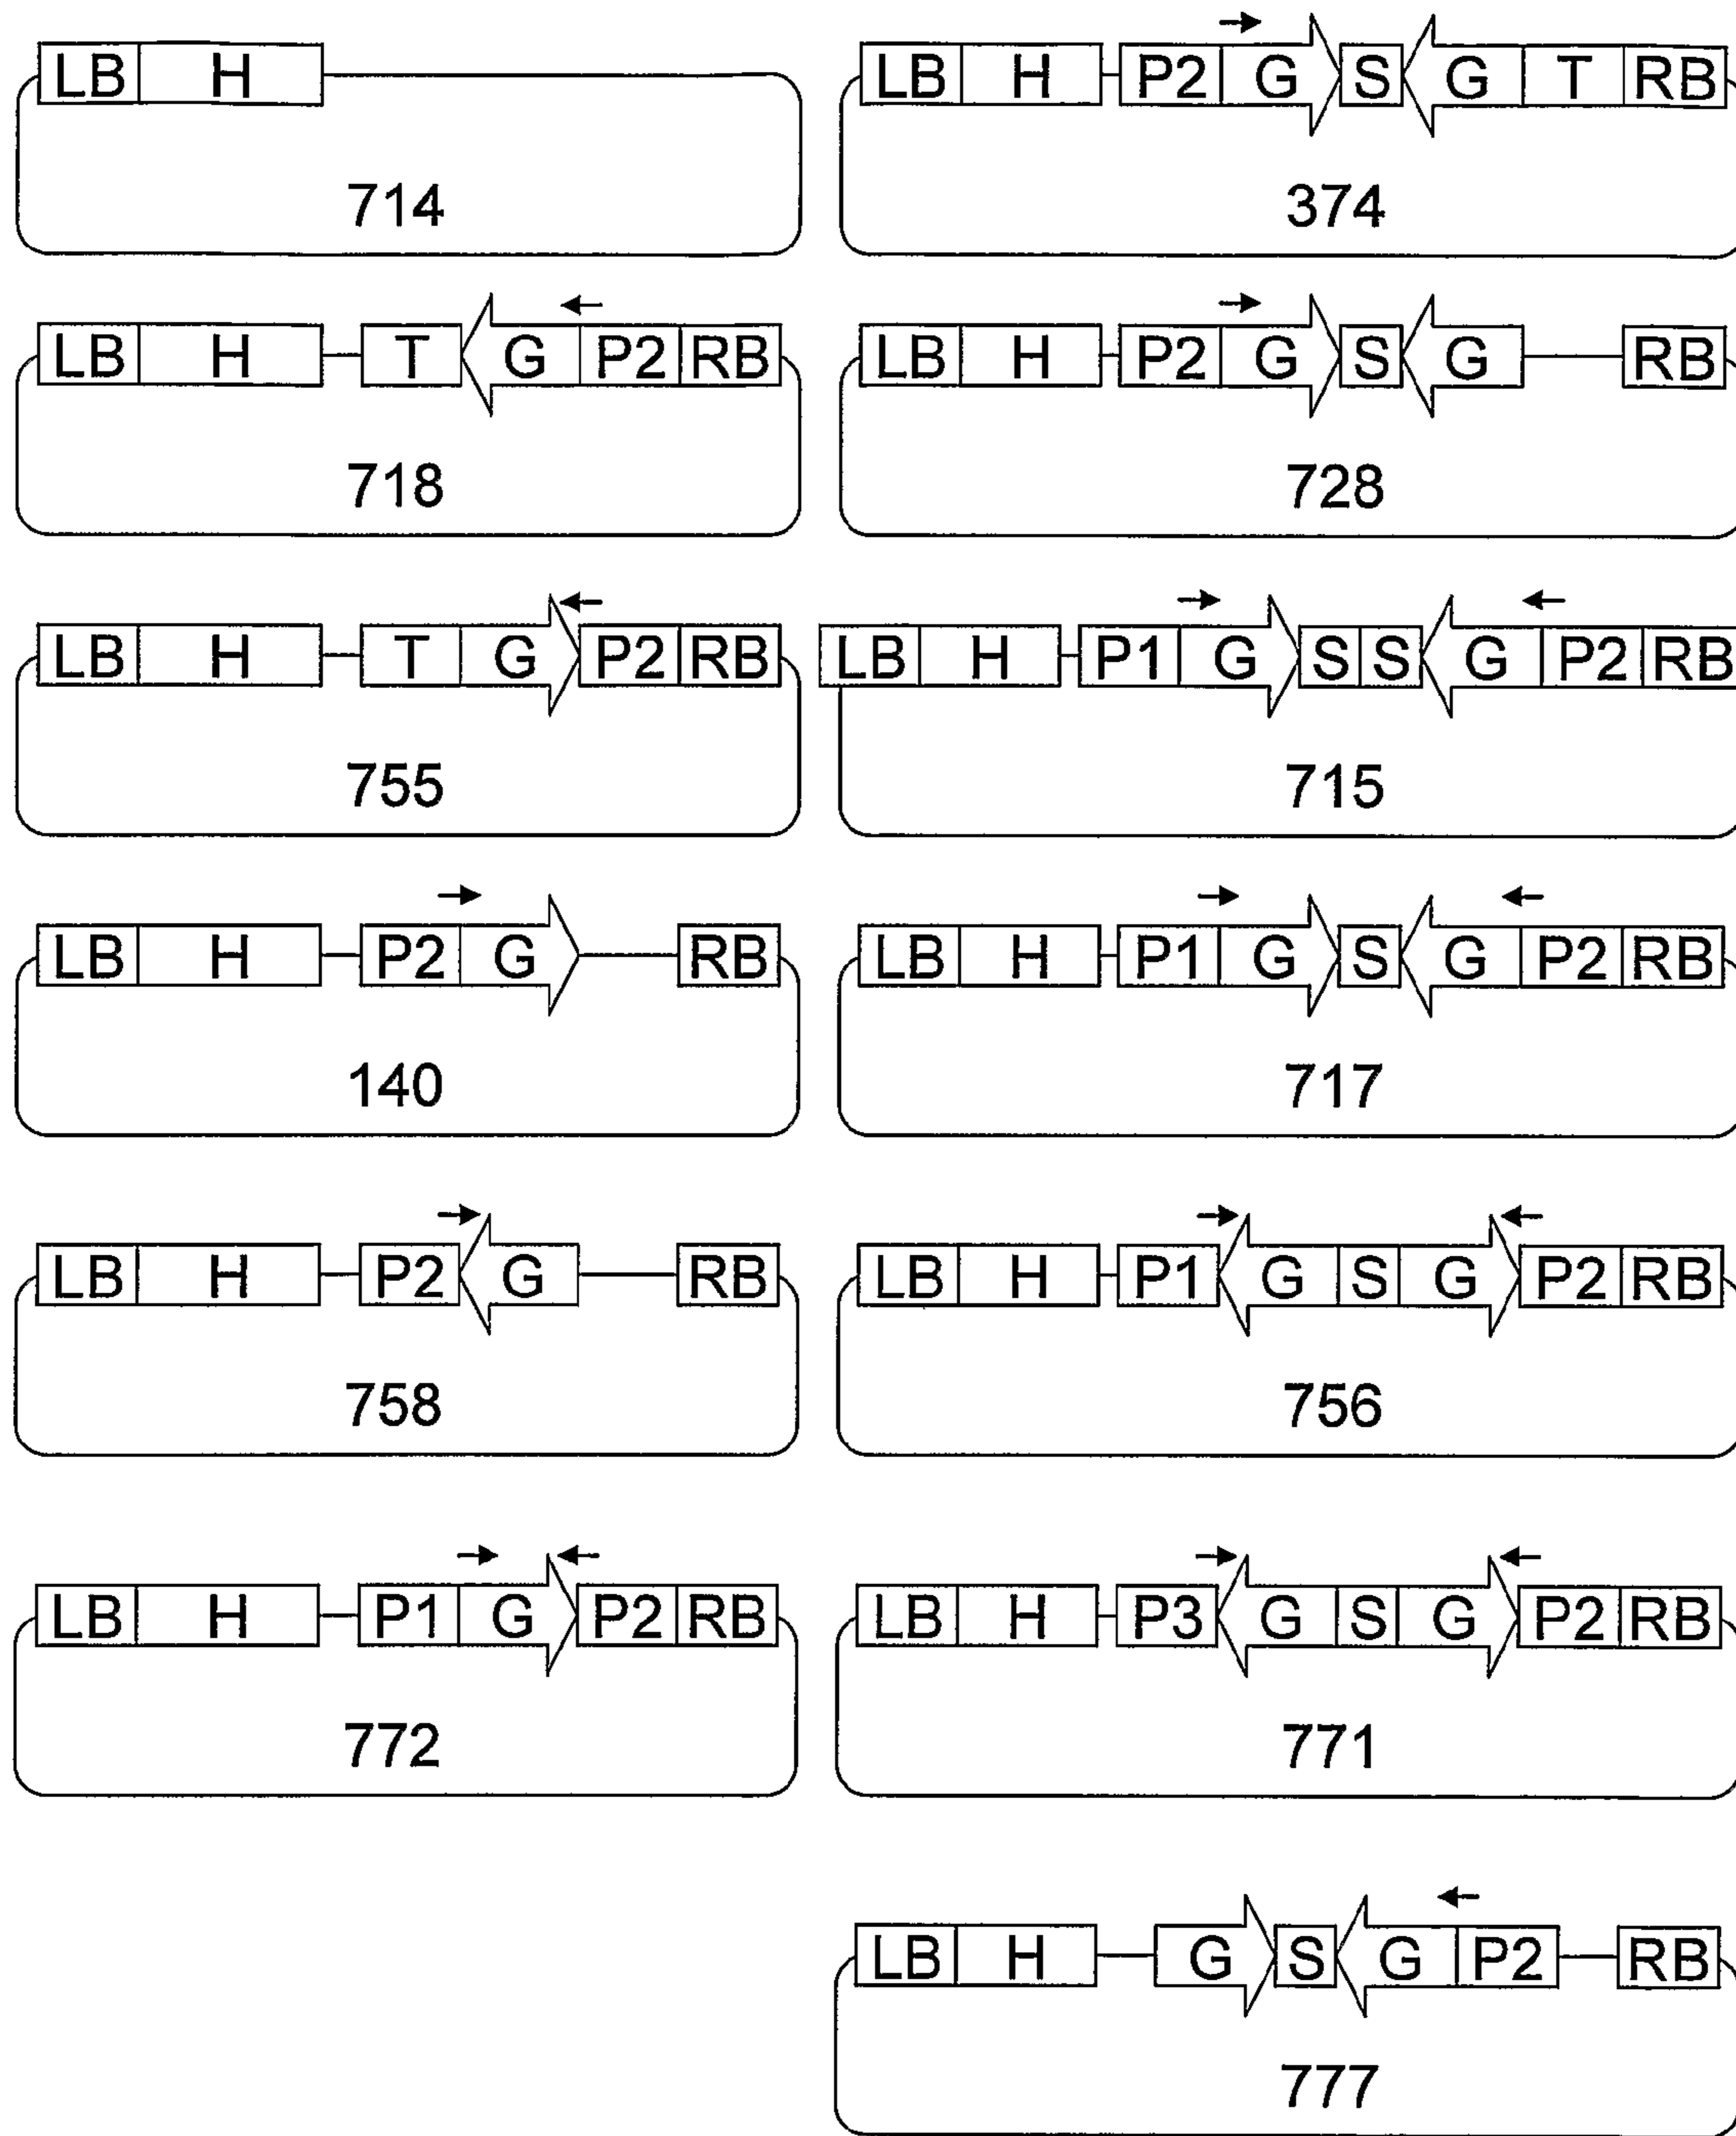 LB H
714
LB H P2 G S G T RB
374
LB H T G P2 RB
718
LB H P2 G S G RB
728
LB H T G P2 RB
755
LB H P1 G S S G P2 RB
715
LB H P2 G RB
140
LB H P1 G S G P2 RB
717
LB H P2 G RB
758
LB H P1 G S G P2 RB
756
LB H P1 G P2 RB
772
LB H P3 G S G P2 RB
771
LB H G S G P2 RB
777